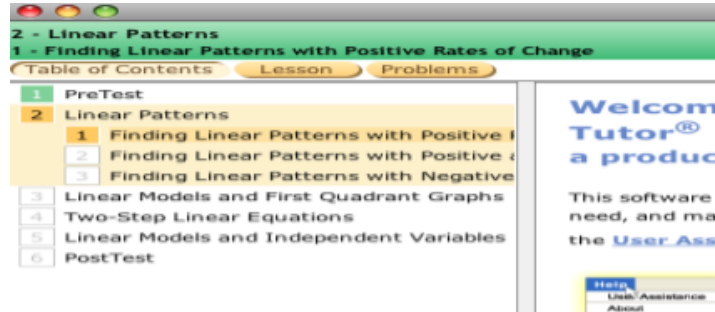 2 - Linear Patterns
1 - Finding Linear Patterns with Positive Rates of Change
Table of Contents Lesson Problems
1 PreTest
2 Linear Patterns
1 Finding Linear Patterns with Positive
2 Finding Linear Patterns with Positive
3 Finding Linear Patterns with Negative
3 Linear Models and First Quadrant Graphs
4 Two-Step Linear Equations
5 Linear Models and Independent Variables
6 PostTest
Welcom
Tutor®
a produc
This software
need, and ma
the User Ass
Help
User Assistance
About